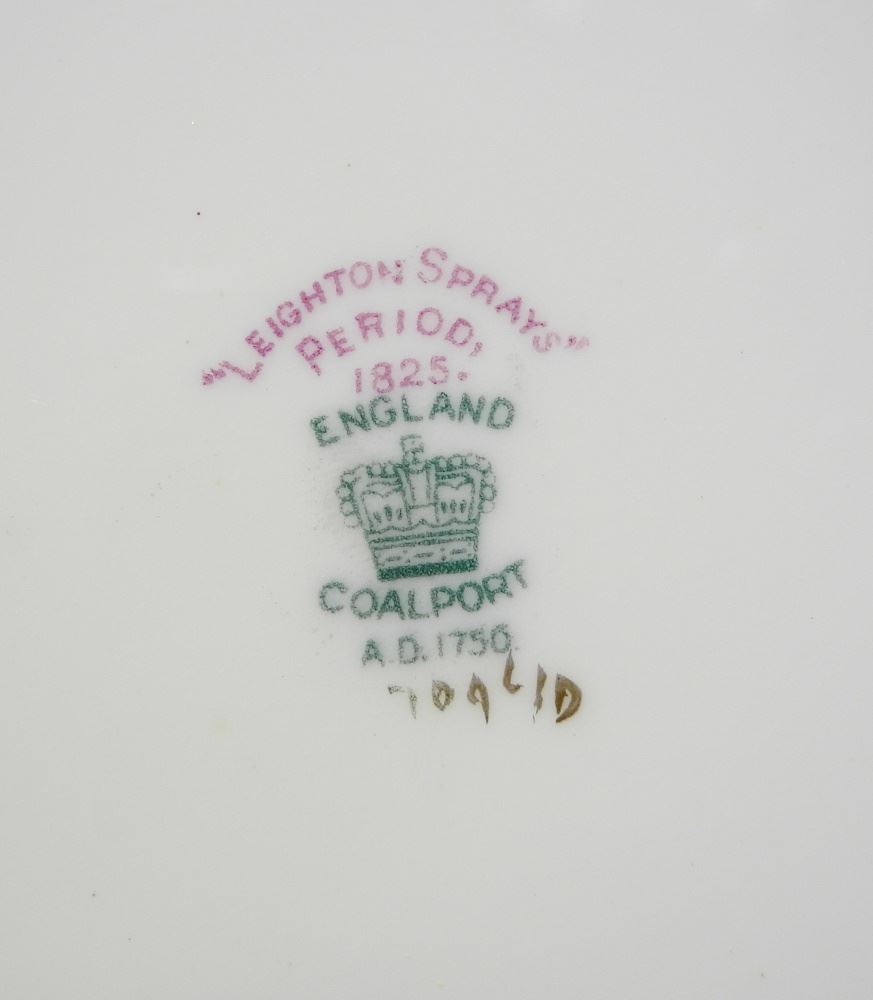 "LEIGHTON SPRAYS"
PERIOD,
1825.
ENGLAND
COALPORT
A.D. 1750.